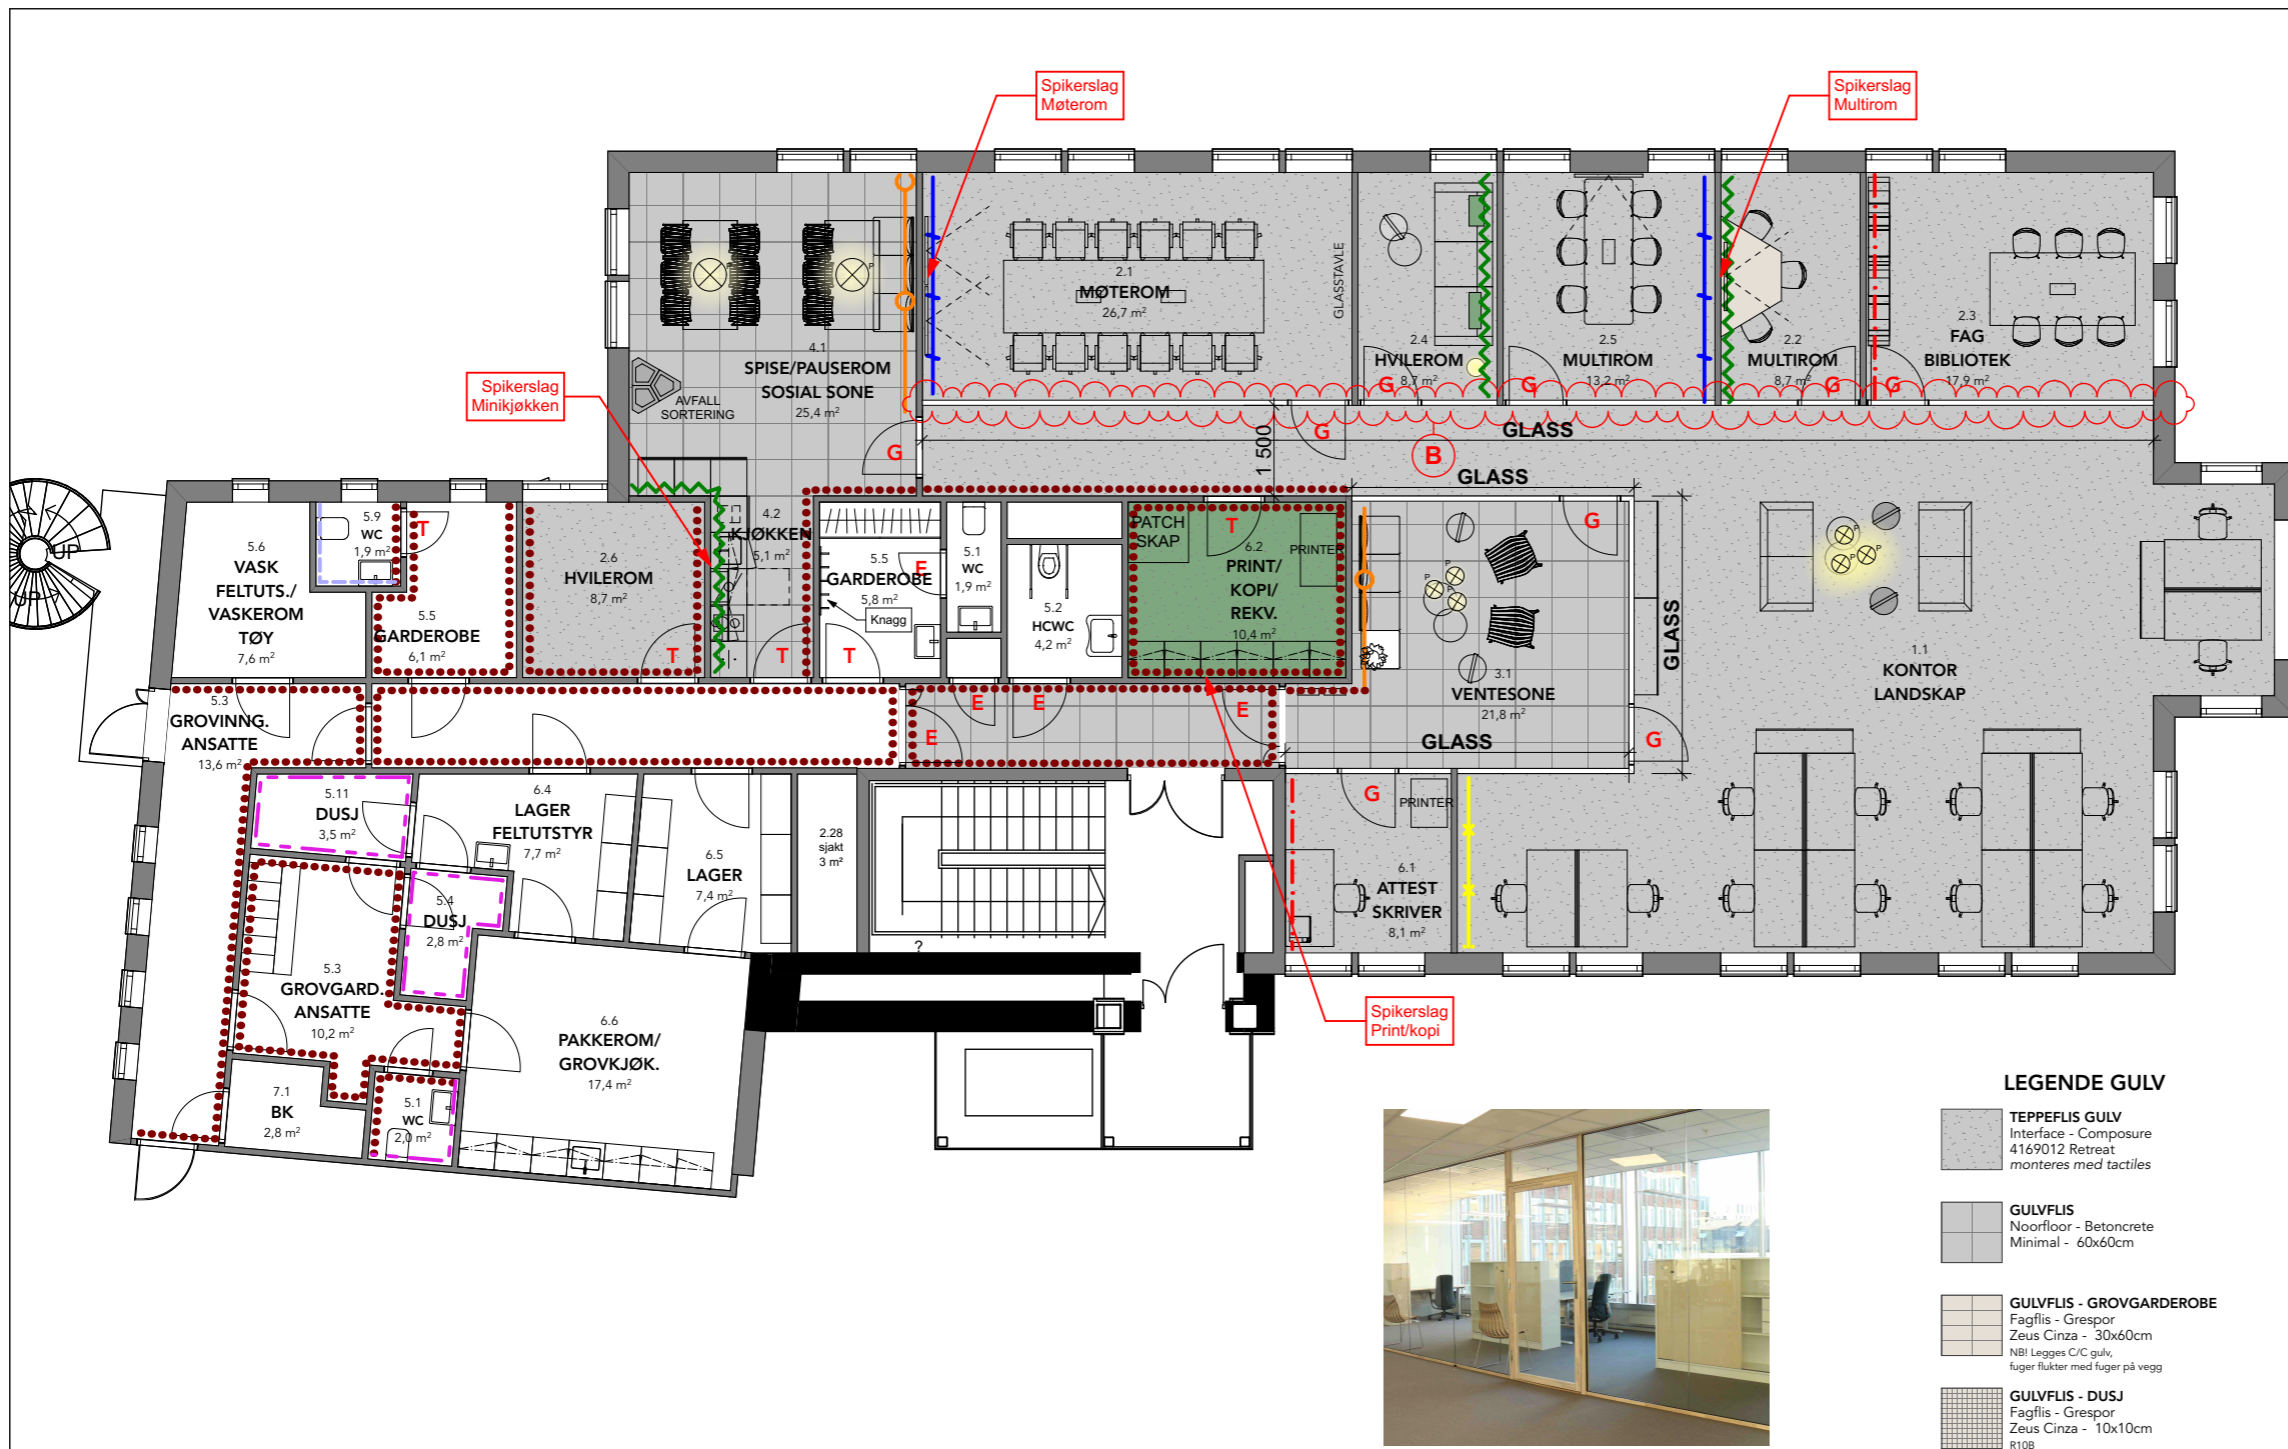 Spikerslag
Møterom
Spikerslag
Multirom
2.1
MØTEROM
26,7 m²
GLASSTAVLE
2.4
HVILEROM
8,7 m²
G
2.5
MULTIROM
13,2 m²
G
2.2
MULTIROM
8,7 m²
G
2.3
FAG
BIBLIOTEK
17,9 m²
G
P
P
4.1
SPISE/PAUSEROM
SOSIAL SONE
25,4 m²
AVFALL
SORTERING
Spikerslag
Minikjøkken
G
G
1 500
B
GLASS
GLASS
GLASS
GLASS
UP
UP
5.6
VASK
FELTUTS./
VASKEROM
TØY
7,6 m²
5.9
WC
1,9 m²
T
5.5
GARDEROBE
6,1 m²
2.6
HVILEROM
8,7 m²
T
4.2
KJØKKEN
5,1 m²
T
5.5
GARDEROBE
5,8 m²
Knagg
T
E
5.1
WC
1,9 m²
5.2
HCWC
4,2 m²
PATCH
SKAP
T
PRINTER
6.2
PRINT/
KOPI/
REKV.
10,4 m²
G
P
P
P
3.1
VENTESONE
21,8 m²
G
P
P
P
1.1
KONTOR
LANDSKAP
E
E
E
E
5.3
GROVINNG.
ANSATTE
13,6 m²
5.11
DUSJ
3,5 m²
6.4
LAGER
FELTUTSTYR
7,7 m²
6.5
LAGER
7,4 m²
2.28
sjakt
3 m²
?
G
PRINTER
6.1
ATTEST
SKRIVER
8,1 m²
5.4
DUSJ
2,8 m²
5.3
GROVGARD.
ANSATTE
10,2 m²
6.6
PAKKEROM/
GROVKJØK.
17,4 m²
7.1
BK
2,8 m²
5.1
WC
2,0 m²
Spikerslag
Print/kopi
LEGENDE GULV
TEPPEFLIS GULV
Interface - Composure
4169012 Retreat
monteres med tactiles
GULVFLIS
Noorfloor - Betoncrete
Minimal - 60x60cm
GULVFLIS - GROVGARDEROBE
Fagflis - Grespor
Zeus Cinza - 30x60cm
NB! Legges C/C gulv,
fuger flukter med fuger på vegg
GULVFLIS - DUSJ
Fagflis - Grespor
Zeus Cinza - 10x10cm
R10B